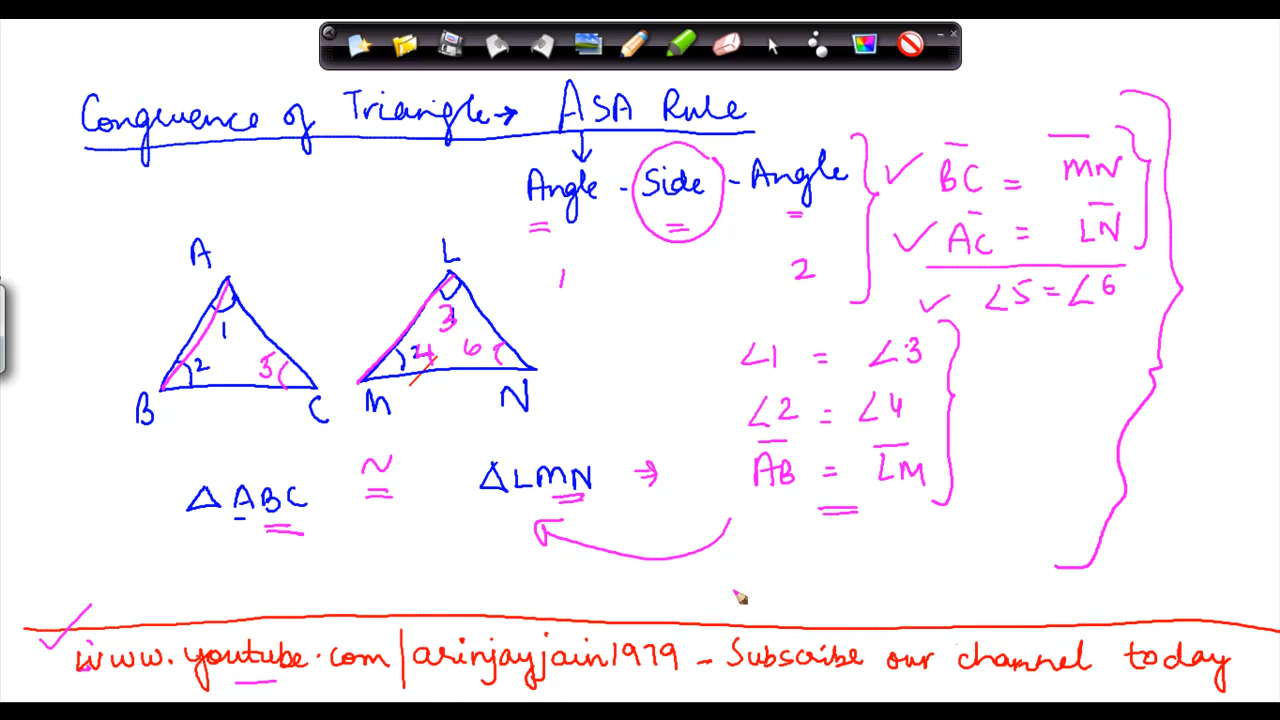 Congruence of Triangle → ASA Rule
Angle - Side - Angle
1 2
BC = MN
AC = LN
∠5 = ∠6
A
1
2 5
B C
L
3
4 6
M N
∠1 = ∠3
∠2 = ∠4
AB = LM
△ ABC ≅ △LMN ⇒
www.youtube.com/arinjayjain1979 - Subscribe our channel today